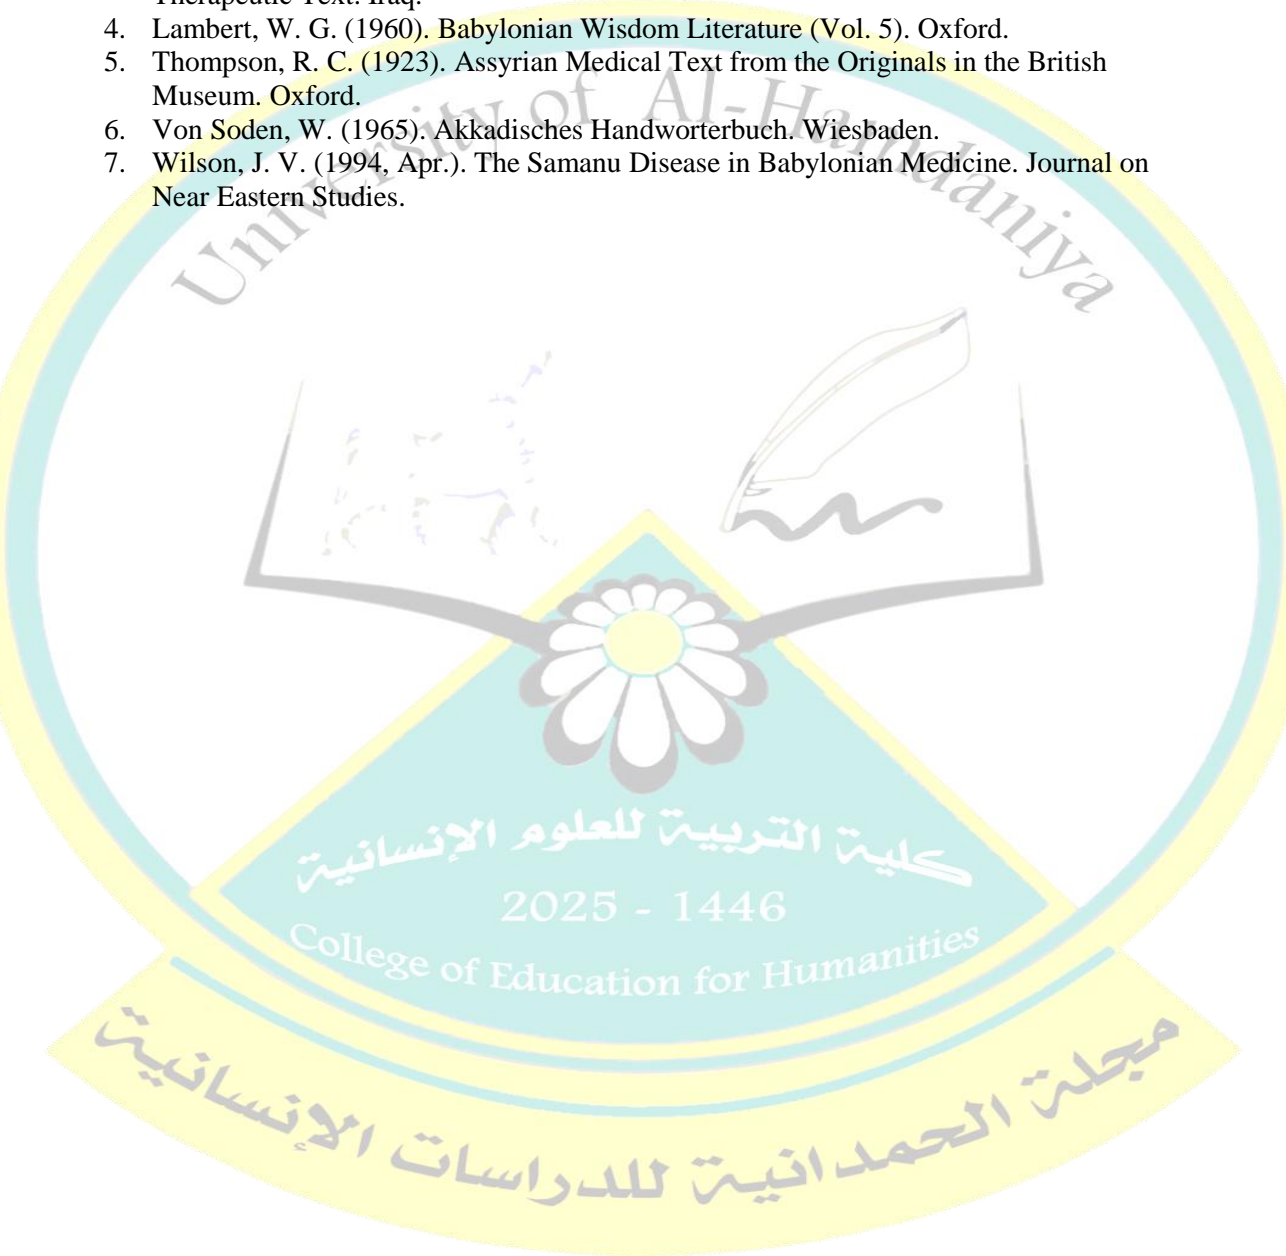 Therapeutic Text. Iraq.
4. Lambert, W. G. (1960). Babylonian Wisdom Literature (Vol. 5). Oxford.
5. Thompson, R. C. (1923). Assyrian Medical Text from the Originals in the British
Museum. Oxford.
6. Von Soden, W. (1965). Akkadisches Handworterbuch. Wiesbaden.
7. Wilson, J. V. (1994, Apr.). The Samanu Disease in Babylonian Medicine. Journal on
Near Eastern Studies.
University of Al-Hamdaniya
كلية التربية للعلوم الإنسانية
2025 - 1446
College of Education for Humanities
مجلة الحمدانية للدراسات الإنسانية